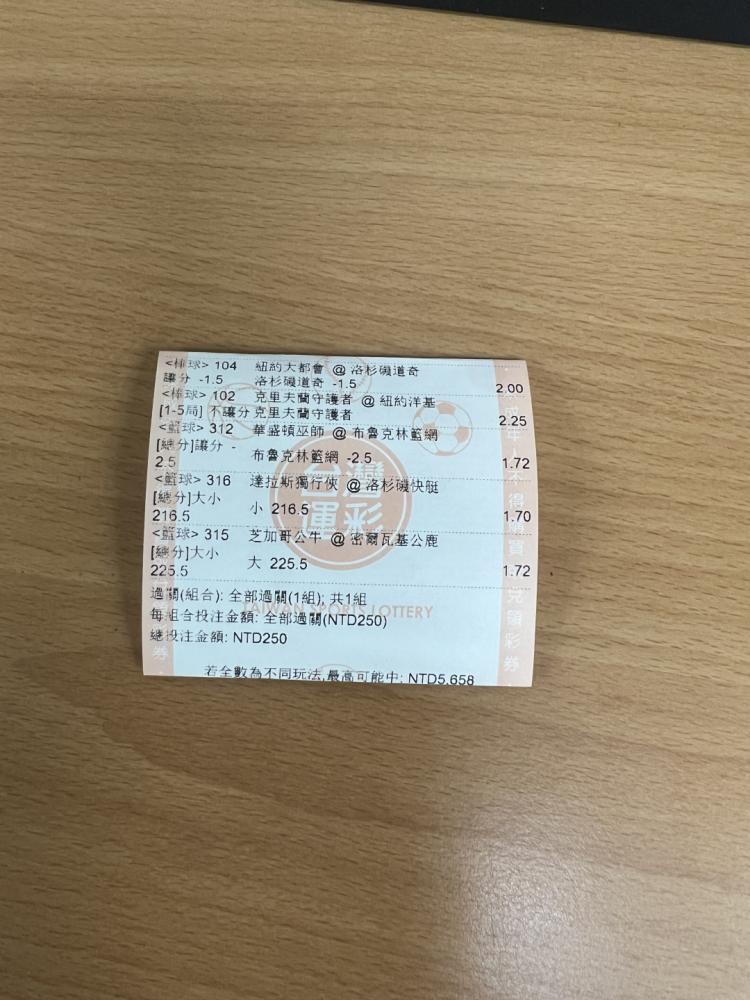 <棒球> 104 紐約大都會 @ 洛杉磯道奇
讓分 -1.5 洛杉磯道奇 -1.5 2.00
<棒球> 102 克里夫蘭守護者 @ 紐約洋基
[1-5局] 不讓分 克里夫蘭守護者 2.25
<籃球> 312 華盛頓巫師 @ 布魯克林籃網
[總分]讓分 -
2.5 布魯克林籃網 -2.5 1.72
<籃球> 316 達拉斯獨行俠 @ 洛杉磯快艇
[總分]大小
216.5 小 216.5 1.70
<籃球> 315 芝加哥公牛 @ 密爾瓦基公鹿
[總分]大小
225.5 大 225.5 1.72
過關(組合): 全部過關(1組); 共1組
每組合投注金額: 全部過關(NTD250)
總投注金額: NTD250
若全數為不同玩法,最高可能中: NTD5,658
台灣
運彩
TAIWAN SPORTS LOTTERY